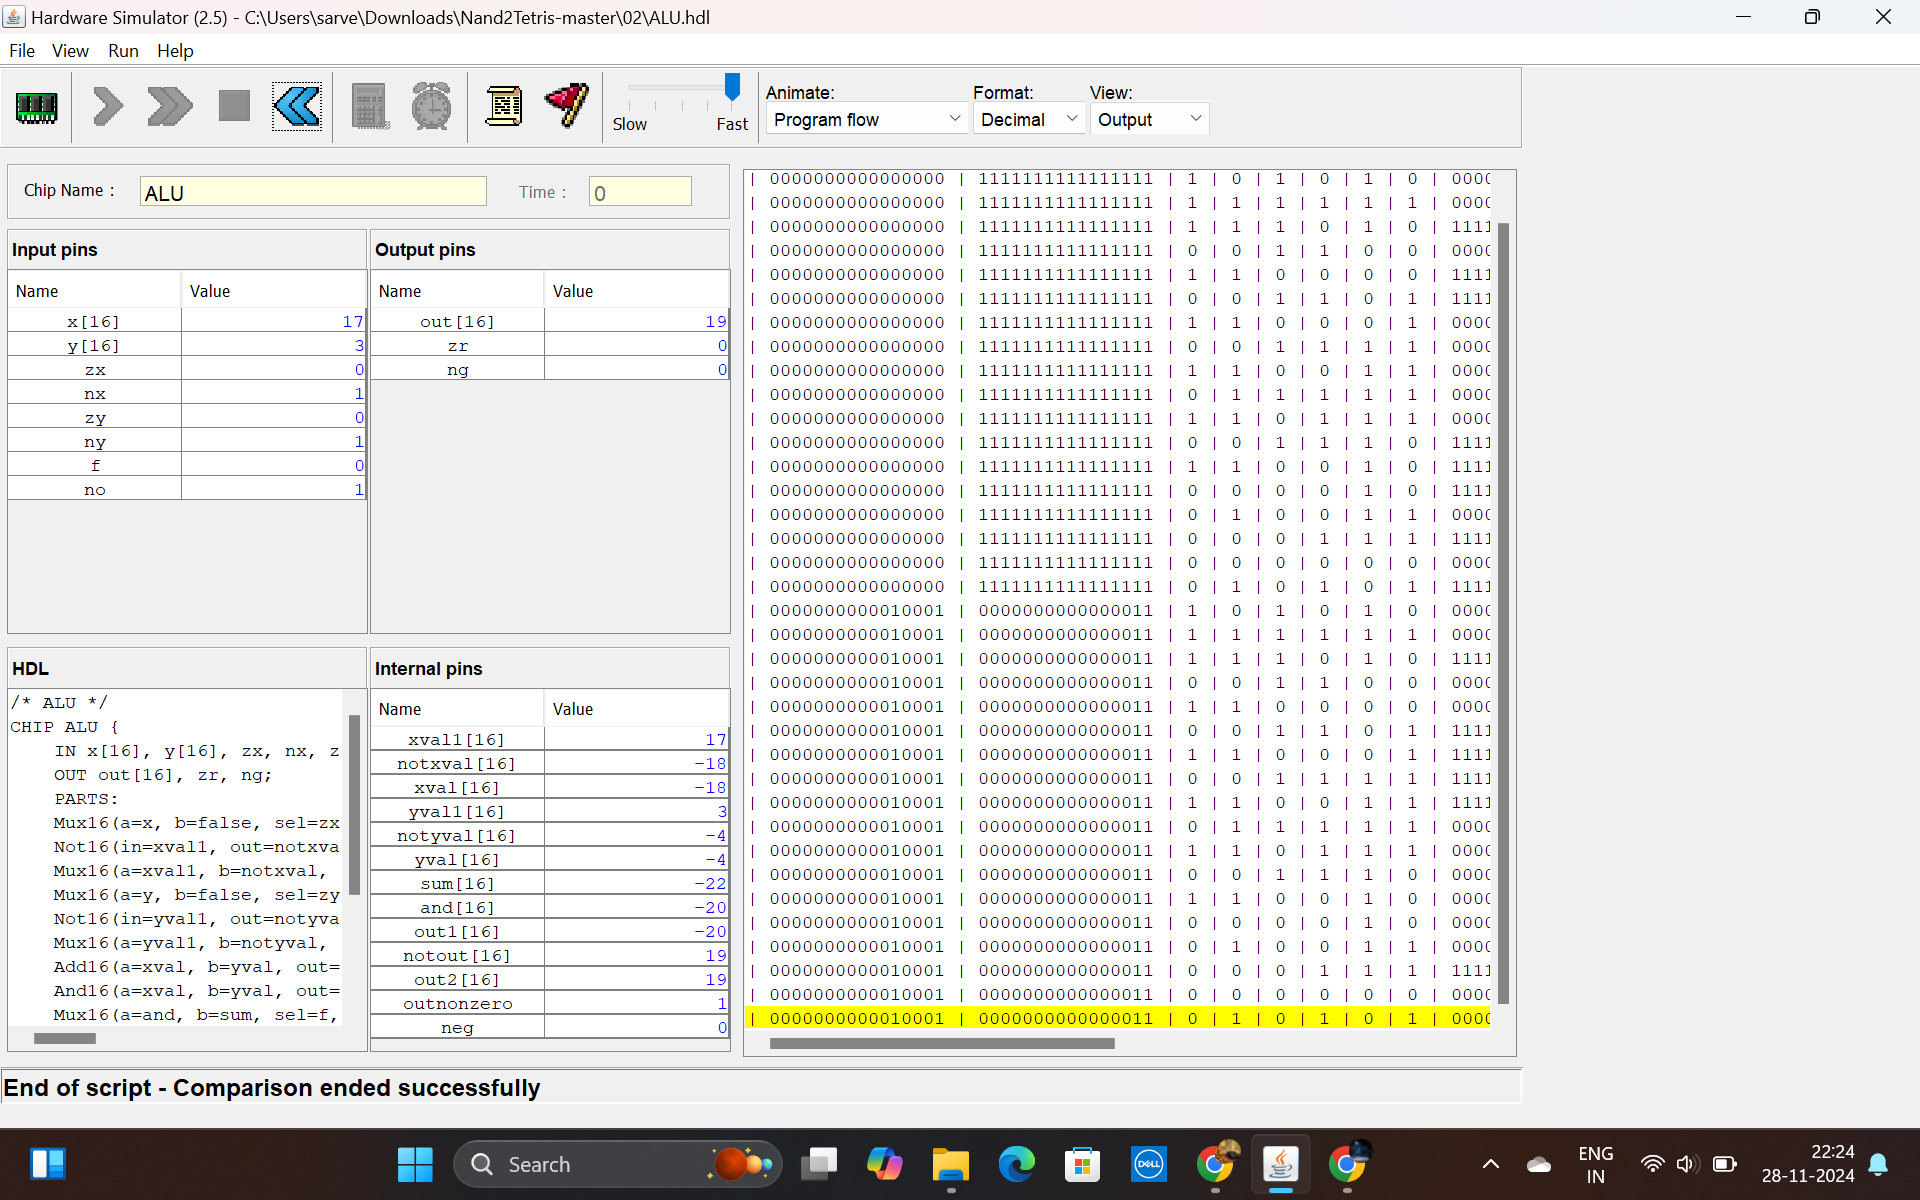 Hardware Simulator (2.5) - C:\Users\sarve\Downloads\Nand2Tetris-master\02\ALU.hdl
File View Run Help
Slow Fast
Animate: Format: View:
Program flow Decimal Output
Chip Name : ALU Time : 0
Input pins
Name Value
x[16] 17
y[16] 3
zx 0
nx 1
zy 0
ny 1
f 0
no 1
Output pins
Name Value
out[16] 19
zr 0
ng 0
HDL
/* ALU */
CHIP ALU {
IN x[16], y[16], zx, nx, z
OUT out[16], zr, ng;
PARTS:
Mux16(a=x, b=false, sel=zx
Not16(in=xval1, out=notxva
Mux16(a=xval1, b=notxval,
Mux16(a=y, b=false, sel=zy
Not16(in=yval1, out=notyva
Mux16(a=yval1, b=notyval,
Add16(a=xval, b=yval, out=
And16(a=xval, b=yval, out=
Mux16(a=and, b=sum, sel=f,
Internal pins
Name Value
xval1[16] 17
notxval[16] -18
xval[16] -18
yval1[16] 3
notyval[16] -4
yval[16] -4
sum[16] -22
and[16] -20
out1[16] -20
notout[16] 19
out2[16] 19
outnonzero 1
neg 0
| 0000000000000000 | 1111111111111111 | 1 | 0 | 1 | 0 | 1 | 0 | 0000
| 0000000000000000 | 1111111111111111 | 1 | 1 | 1 | 1 | 1 | 1 | 0000
| 0000000000000000 | 1111111111111111 | 1 | 1 | 1 | 0 | 1 | 0 | 1111
| 0000000000000000 | 1111111111111111 | 0 | 0 | 1 | 1 | 0 | 0 | 0000
| 0000000000000000 | 1111111111111111 | 1 | 1 | 0 | 0 | 0 | 0 | 1111
| 0000000000000000 | 1111111111111111 | 0 | 0 | 1 | 1 | 0 | 1 | 1111
| 0000000000000000 | 1111111111111111 | 1 | 1 | 0 | 0 | 0 | 1 | 0000
| 0000000000000000 | 1111111111111111 | 0 | 0 | 1 | 1 | 1 | 1 | 0000
| 0000000000000000 | 1111111111111111 | 1 | 1 | 0 | 0 | 1 | 1 | 0000
| 0000000000000000 | 1111111111111111 | 0 | 1 | 1 | 1 | 1 | 1 | 0000
| 0000000000000000 | 1111111111111111 | 1 | 1 | 0 | 1 | 1 | 1 | 0000
| 0000000000000000 | 1111111111111111 | 0 | 0 | 1 | 1 | 1 | 0 | 1111
| 0000000000000000 | 1111111111111111 | 1 | 1 | 0 | 0 | 1 | 0 | 1111
| 0000000000000000 | 1111111111111111 | 0 | 0 | 0 | 0 | 1 | 0 | 1111
| 0000000000000000 | 1111111111111111 | 0 | 1 | 0 | 0 | 1 | 1 | 0000
| 0000000000000000 | 1111111111111111 | 0 | 0 | 0 | 1 | 1 | 1 | 1111
| 0000000000000000 | 1111111111111111 | 0 | 0 | 0 | 0 | 0 | 0 | 0000
| 0000000000000000 | 1111111111111111 | 0 | 1 | 0 | 1 | 0 | 1 | 1111
| 0000000000010001 | 0000000000000011 | 1 | 0 | 1 | 0 | 1 | 0 | 0000
| 0000000000010001 | 0000000000000011 | 1 | 1 | 1 | 1 | 1 | 1 | 0000
| 0000000000010001 | 0000000000000011 | 1 | 1 | 1 | 0 | 1 | 0 | 1111
| 0000000000010001 | 0000000000000011 | 0 | 0 | 1 | 1 | 0 | 0 | 0000
| 0000000000010001 | 0000000000000011 | 1 | 1 | 0 | 0 | 0 | 0 | 0000
| 0000000000010001 | 0000000000000011 | 0 | 0 | 1 | 1 | 0 | 1 | 1111
| 0000000000010001 | 0000000000000011 | 1 | 1 | 0 | 0 | 0 | 1 | 1111
| 0000000000010001 | 0000000000000011 | 0 | 0 | 1 | 1 | 1 | 1 | 1111
| 0000000000010001 | 0000000000000011 | 1 | 1 | 0 | 0 | 1 | 1 | 1111
| 0000000000010001 | 0000000000000011 | 0 | 1 | 1 | 1 | 1 | 1 | 0000
| 0000000000010001 | 0000000000000011 | 1 | 1 | 0 | 1 | 1 | 1 | 0000
| 0000000000010001 | 0000000000000011 | 0 | 0 | 1 | 1 | 1 | 0 | 0000
| 0000000000010001 | 0000000000000011 | 1 | 1 | 0 | 0 | 1 | 0 | 0000
| 0000000000010001 | 0000000000000011 | 0 | 0 | 0 | 0 | 1 | 0 | 0000
| 0000000000010001 | 0000000000000011 | 0 | 1 | 0 | 0 | 1 | 1 | 0000
| 0000000000010001 | 0000000000000011 | 0 | 0 | 0 | 1 | 1 | 1 | 1111
| 0000000000010001 | 0000000000000011 | 0 | 0 | 0 | 0 | 0 | 0 | 0000
| 0000000000010001 | 0000000000000011 | 0 | 1 | 0 | 1 | 0 | 1 | 0000
End of script - Comparison ended successfully
Search
DELL
ENG
IN
22:24
28-11-2024